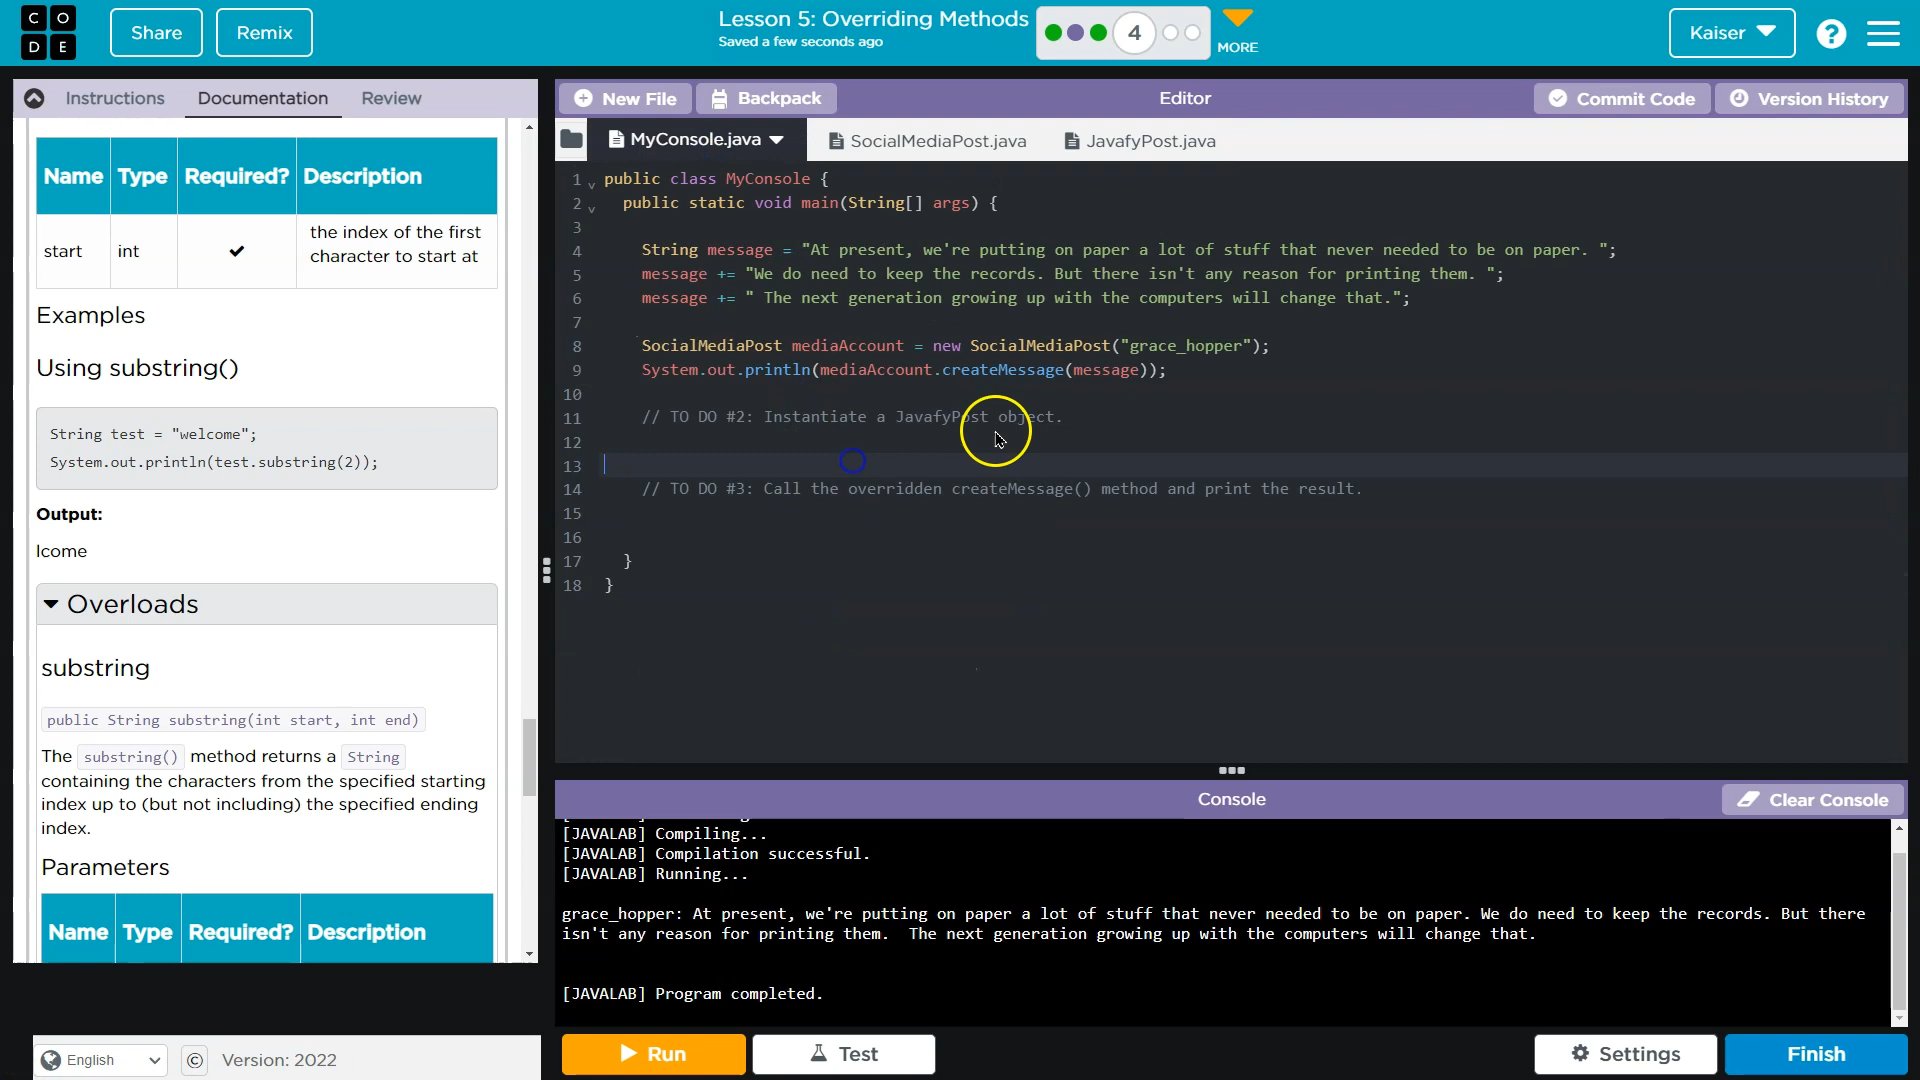 C O
D E
Share
Remix
Lesson 5: Overriding Methods
Saved a few seconds ago
4
MORE
Kaiser
?
Instructions
Documentation
Review
Name Type Required? Description
start int ✔ the index of the first
character to start at
Examples
Using substring()
String test = "welcome";
System.out.println(test.substring(2));
Output:
lcome
Overloads
substring
public String substring(int start, int end)
The substring() method returns a String
containing the characters from the specified starting
index up to (but not including) the specified ending
index.
Parameters
Name Type Required? Description
English
© Version: 2022
New File
Backpack
Editor
Commit Code
Version History
MyConsole.java
SocialMediaPost.java
JavafyPost.java
1 public class MyConsole {
2 public static void main(String[] args) {
3
4 String message = "At present, we're putting on paper a lot of stuff that never needed to be on paper. ";
5 message += "We do need to keep the records. But there isn't any reason for printing them. ";
6 message += " The next generation growing up with the computers will change that.";
7
8 SocialMediaPost mediaAccount = new SocialMediaPost("grace_hopper");
9 System.out.println(mediaAccount.createMessage(message));
10
11 // TO DO #2: Instantiate a JavafyPost object.
12
13
14 // TO DO #3: Call the overridden createMessage() method and print the result.
15
16
17 }
18 }
Console
Clear Console
[JAVALAB] Compiling...
[JAVALAB] Compilation successful.
[JAVALAB] Running...
grace_hopper: At present, we're putting on paper a lot of stuff that never needed to be on paper. We do need to keep the records. But there
isn't any reason for printing them.  The next generation growing up with the computers will change that.
[JAVALAB] Program completed.
Run
Test
Settings
Finish